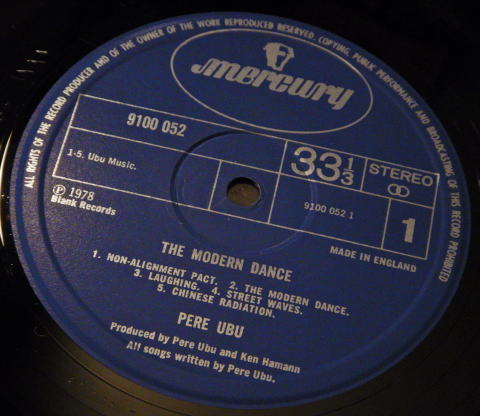 ALL RIGHTS OF THE RECORD PRODUCER AND OF THE OWNER OF THE WORK REPRODUCED RESERVED. COPYING, PUBLIC PERFORMANCE AND BROADCASTING OF THIS RECORD PROHIBITED
mercury
9100 052
33 1/3
STEREO
1-5. Ubu Music.
9100 052 1
1
Ⓟ 1978
Blank Records
MADE IN ENGLAND
THE MODERN DANCE
1. NON-ALIGNMENT PACT. 2. THE MODERN DANCE.
3. LAUGHING. 4. STREET WAVES.
5. CHINESE RADIATION.
PERE UBU
Produced by Pere Ubu and Ken Hamann
All songs written by Pere Ubu.